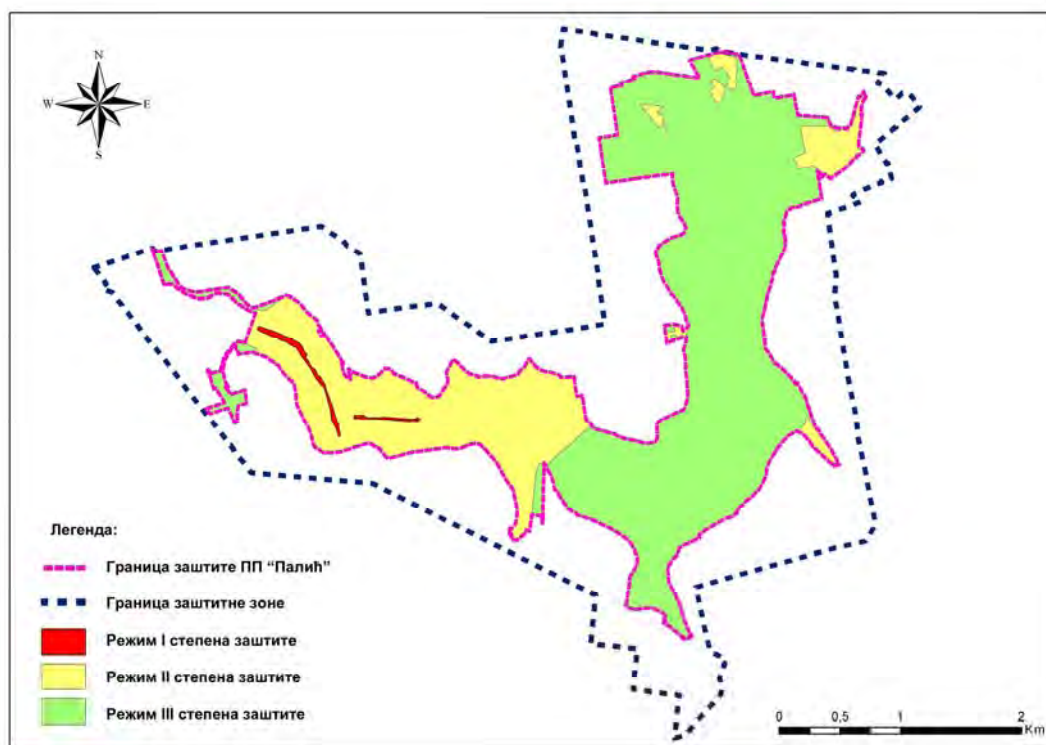 N
W E
S
Легенда:
Граница заштите ПП “Палић”
Граница заштитне зоне
Режим I степена заштите
Режим II степена заштите
Режим III степена заштите
0 0,5 1 2
Km